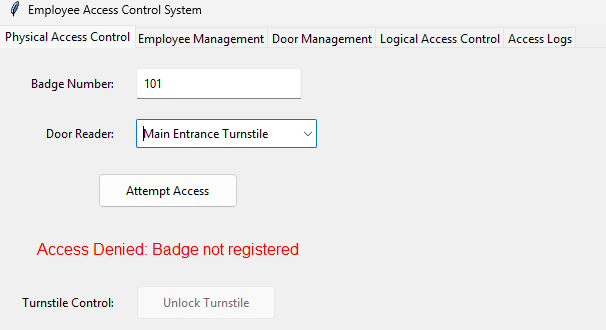 Employee Access Control System
Physical Access Control Employee Management Door Management Logical Access Control Access Logs
Badge Number: 101
Door Reader: Main Entrance Turnstile
Attempt Access
Access Denied: Badge not registered
Turnstile Control: Unlock Turnstile